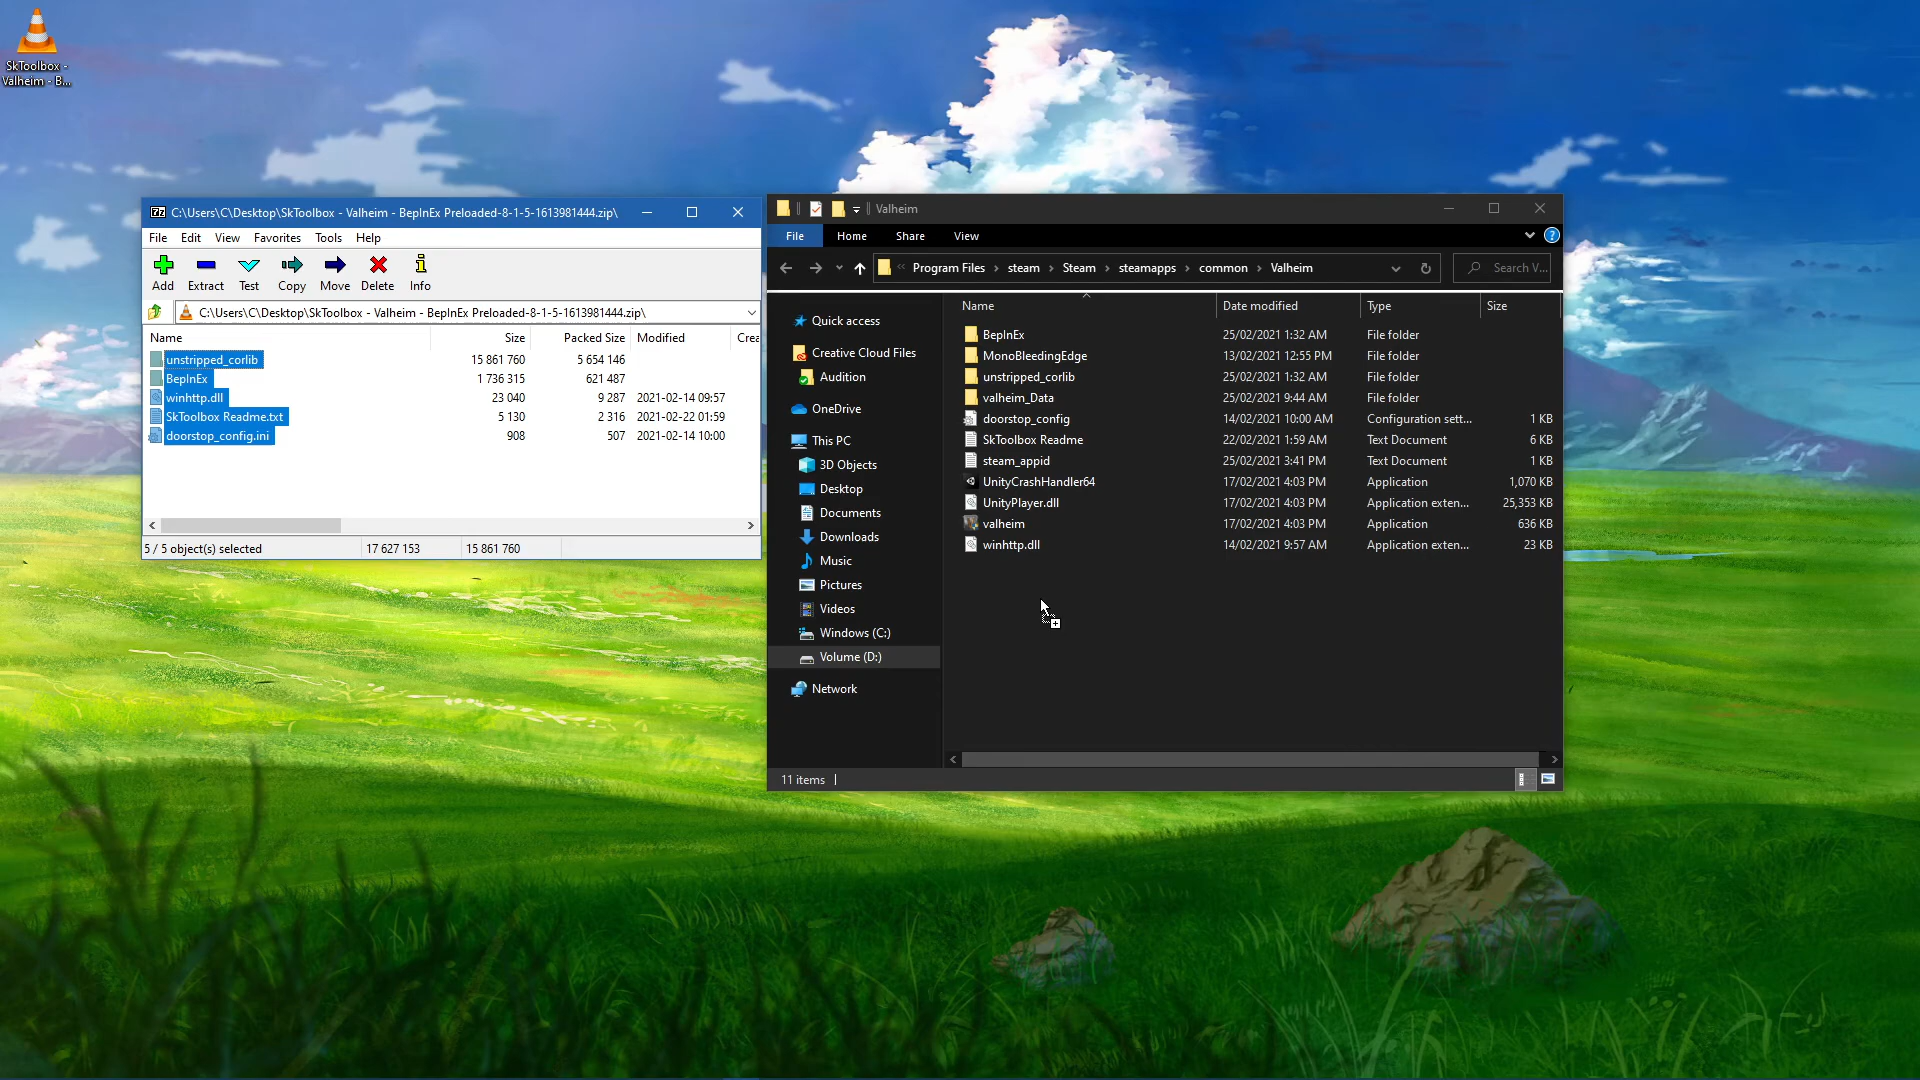 SkToolbox -
Valheim - B...
C:\Users\C\Desktop\SkToolbox - Valheim - BepInEx Preloaded-8-1-5-1613981444.zip\
File Edit View Favorites Tools Help
Add Extract Test Copy Move Delete Info
C:\Users\C\Desktop\SkToolbox - Valheim - BepInEx Preloaded-8-1-5-1613981444.zip\
Name Size Packed Size Modified Crea
unstripped_corlib 15 861 760 5 654 146
BepInEx 1 736 315 621 487
winhttp.dll 23 040 9 287 2021-02-14 09:57
SkToolbox Readme.txt 5 130 2 316 2021-02-22 01:59
doorstop_config.ini 908 507 2021-02-14 10:00
5 / 5 object(s) selected 17 627 153 15 861 760
Valheim
File Home Share View
Program Files steam Steam steamapps common Valheim Search V...
Quick access
Creative Cloud Files
Audition
OneDrive
This PC
3D Objects
Desktop
Documents
Downloads
Music
Pictures
Videos
Windows (C:)
Volume (D:)
Network
Name Date modified Type Size
BepInEx 25/02/2021 1:32 AM File folder
MonoBleedingEdge 13/02/2021 12:55 PM File folder
unstripped_corlib 25/02/2021 1:32 AM File folder
valheim_Data 25/02/2021 9:44 AM File folder
doorstop_config 14/02/2021 10:00 AM Configuration sett... 1 KB
SkToolbox Readme 22/02/2021 1:59 AM Text Document 6 KB
steam_appid 25/02/2021 3:41 PM Text Document 1 KB
UnityCrashHandler64 17/02/2021 4:03 PM Application 1,070 KB
UnityPlayer.dll 17/02/2021 4:03 PM Application exten... 25,353 KB
valheim 17/02/2021 4:03 PM Application 636 KB
winhttp.dll 14/02/2021 9:57 AM Application exten... 23 KB
11 items